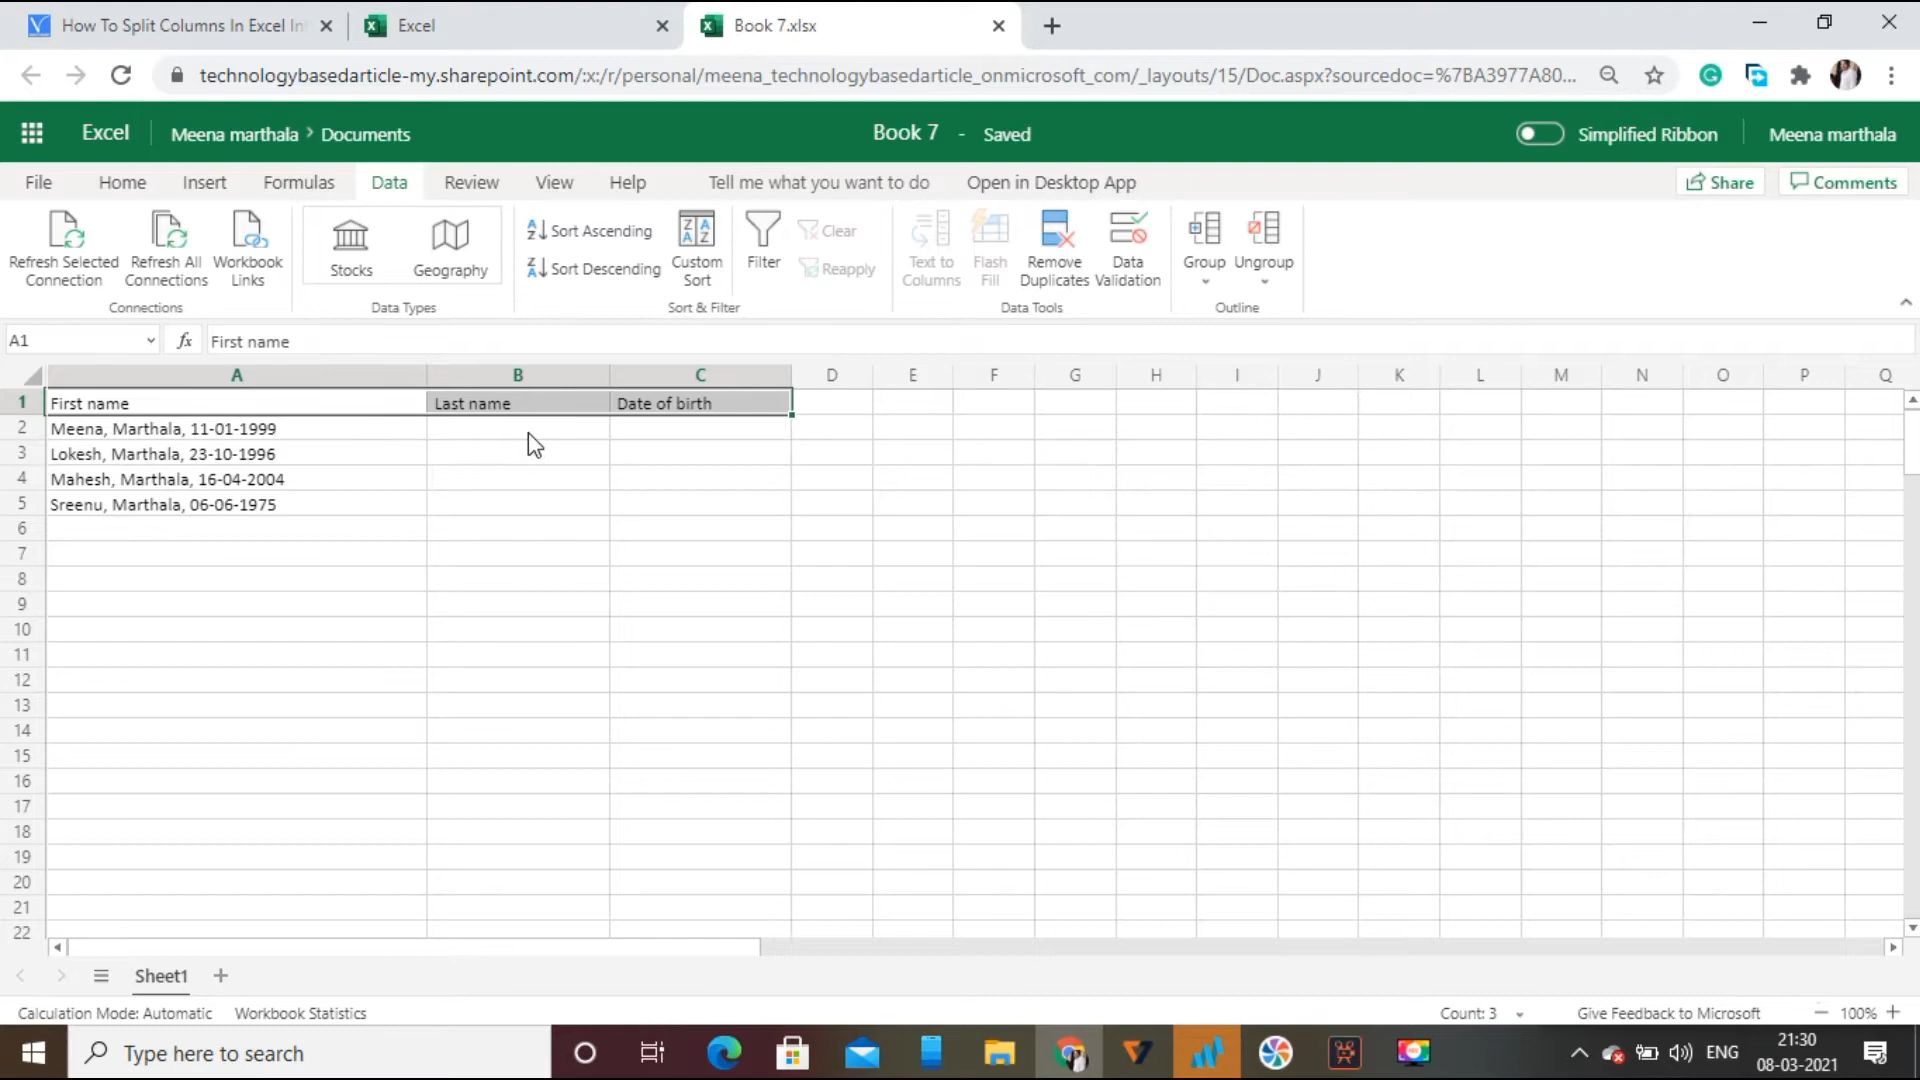 How To Split Columns In Excel In
Excel
Book 7.xlsx
technologybasedarticle-my.sharepoint.com/:x:/r/personal/meena_technologybasedarticle_onmicrosoft_com/_layouts/15/Doc.aspx?sourcedoc=%7BA3977A80...
Excel Meena marthala > Documents Book 7 - Saved Simplified Ribbon Meena marthala
File Home Insert Formulas Data Review View Help Tell me what you want to do Open in Desktop App Share Comments
Refresh Selected Connection
Refresh All Connections
Workbook Links
Connections
Stocks
Geography
Data Types
Sort Ascending
Sort Descending
Custom Sort
Filter
Clear
Reapply
Sort & Filter
Text to Columns
Flash Fill
Remove Duplicates
Data Validation
Data Tools
Group
Ungroup
Outline
A1 fx First name
A B C D E F G H I J K L M N O P Q
1 First name Last name Date of birth
2 Meena, Marthala, 11-01-1999
3 Lokesh, Marthala, 23-10-1996
4 Mahesh, Marthala, 16-04-2004
5 Sreenu, Marthala, 06-06-1975
6
7
8
9
10
11
12
13
14
15
16
17
18
19
20
21
22
Sheet1
Calculation Mode: Automatic Workbook Statistics Count: 3 Give Feedback to Microsoft 100%
Type here to search
ENG
21:30
08-03-2021